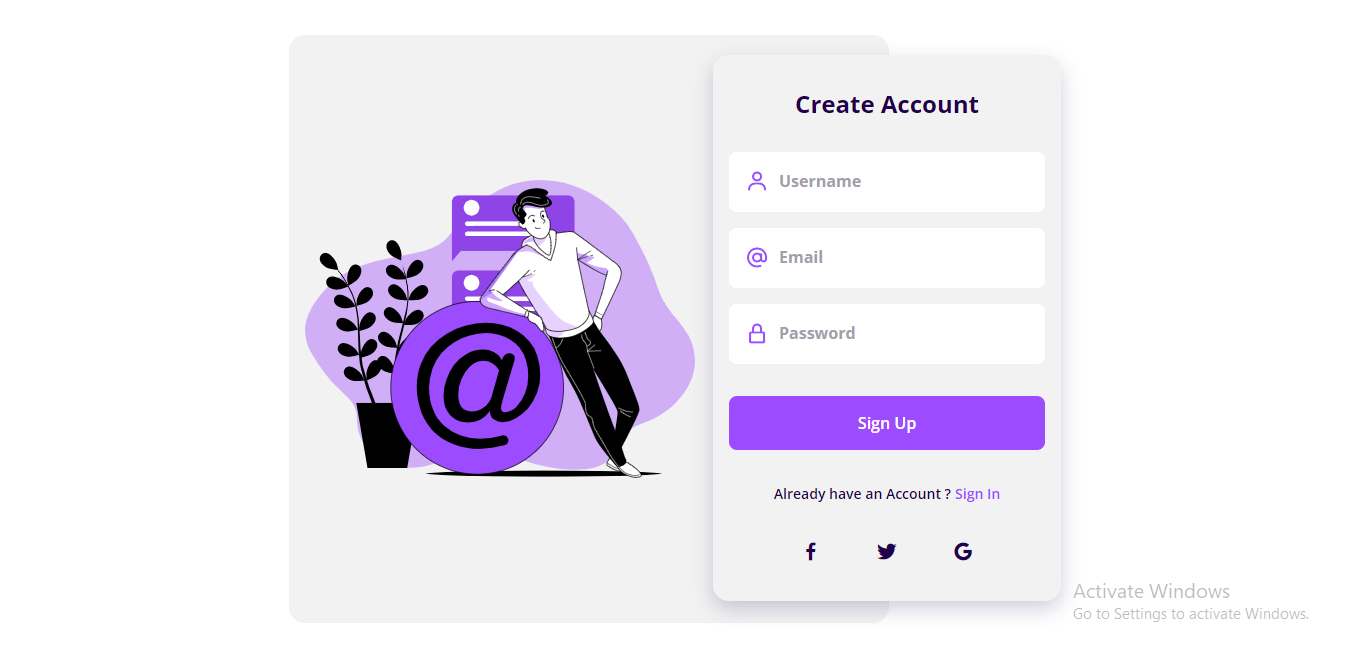 Create Account
Username
Email
Password
Sign Up
Already have an Account ? Sign In
Activate Windows
Go to Settings to activate Windows.
@